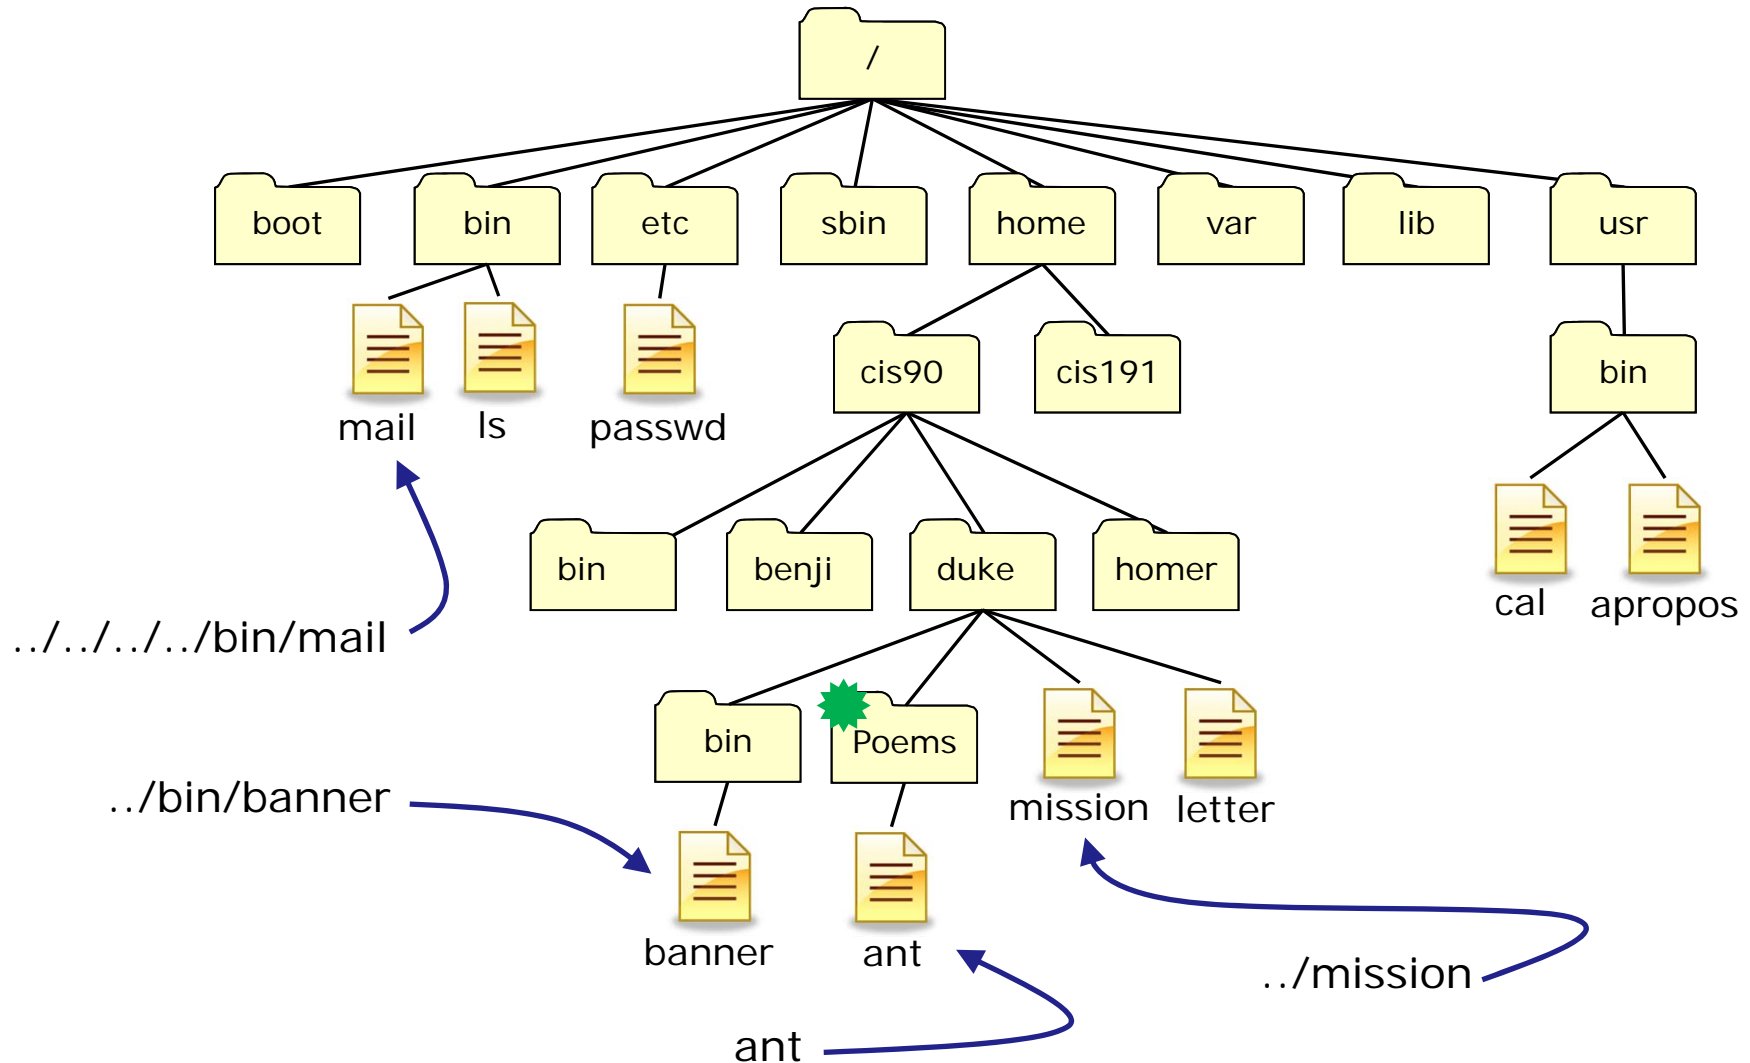 /
boot
bin
etc
sbin
home
var
lib
usr
mail
ls
passwd
cis90
cis191
bin
cal
apropos
bin
benji
duke
homer
../../../../bin/mail
bin
Poems
mission
letter
../bin/banner
banner
ant
../mission
ant